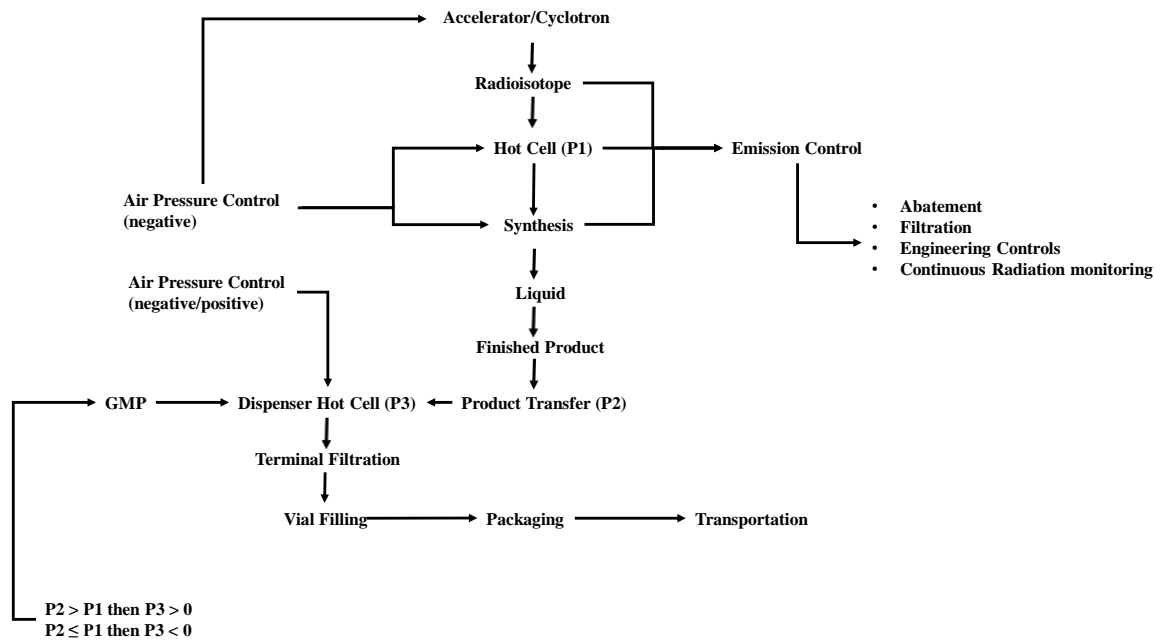 Accelerator/Cyclotron
Radioisotope
Hot Cell (P1)
Emission Control
Air Pressure Control
(negative)
• Abatement
• Filtration
• Engineering Controls
• Continuous Radiation monitoring
Synthesis
Air Pressure Control
(negative/positive)
Liquid
Finished Product
GMP
Dispenser Hot Cell (P3)
Product Transfer (P2)
Terminal Filtration
Vial Filling
Packaging
Transportation
P2 > P1 then P3 > 0
P2 ≤ P1 then P3 < 0